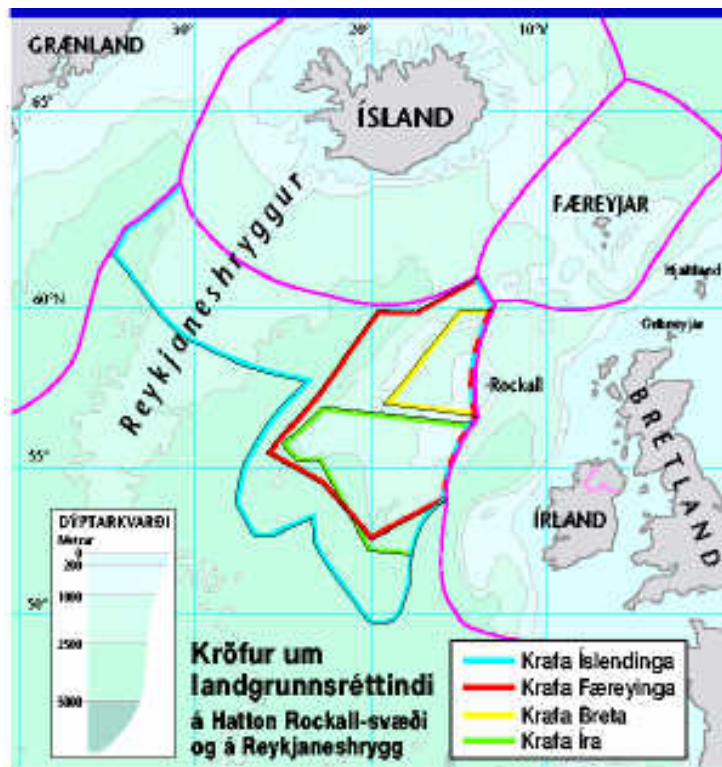 GRÆNLAND
30°
20°
10°
65°
ÍSLAND
FÆREYJAR
Hjaltland
Reykjaneshryggur
60°N
Orkneyjar
Rockall
BRETLAND
55°
ÍRLAND
DÝPTARKVARÐI
Metrar
0
200
1000
2500
5000
50°
Kröfur um
landgrunnsréttindi
á Hatton Rockall-svæði
og á Reykjaneshrygg
Krafa Íslendinga
Krafa Færeyinga
Krafa Breta
Krafa Íra